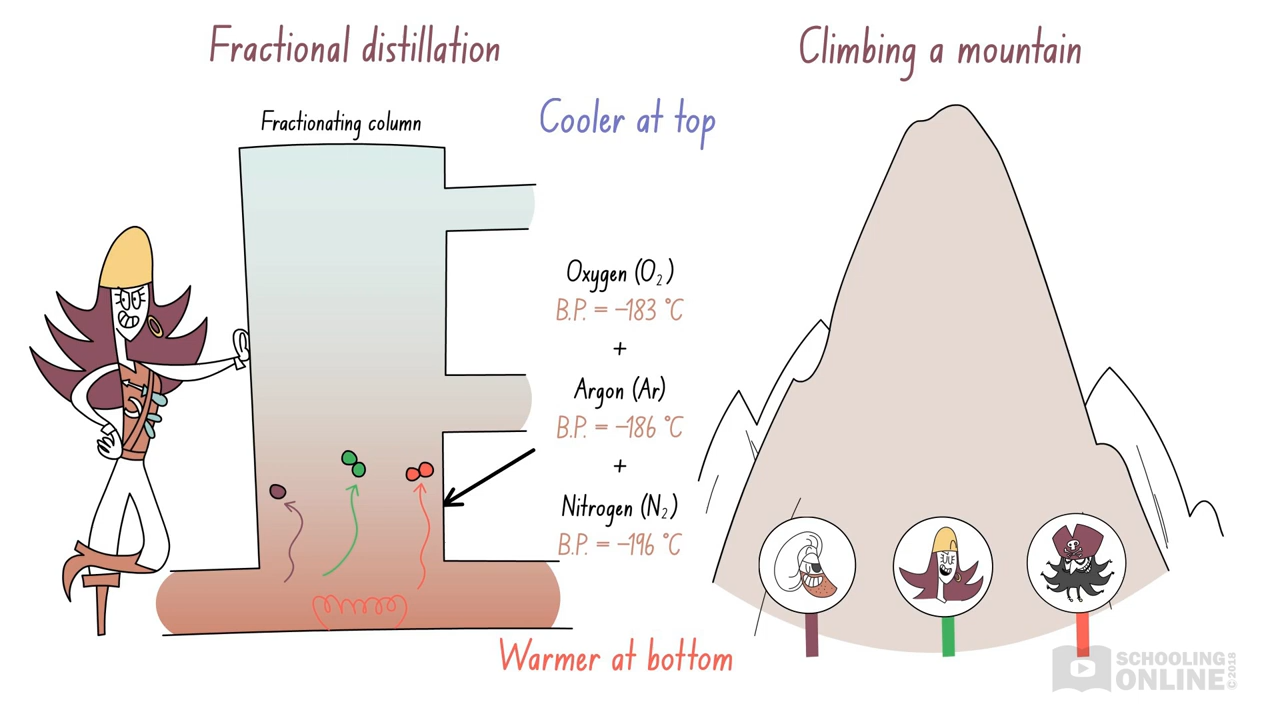 Fractional distillation
Climbing a mountain
Fractionating column
Cooler at top
Oxygen (O₂)
B.P. = −183 °C
+
Argon (Ar)
B.P. = −186 °C
+
Nitrogen (N₂)
B.P. = −196 °C
Warmer at bottom
SCHOOLING
ONLINE
©2018